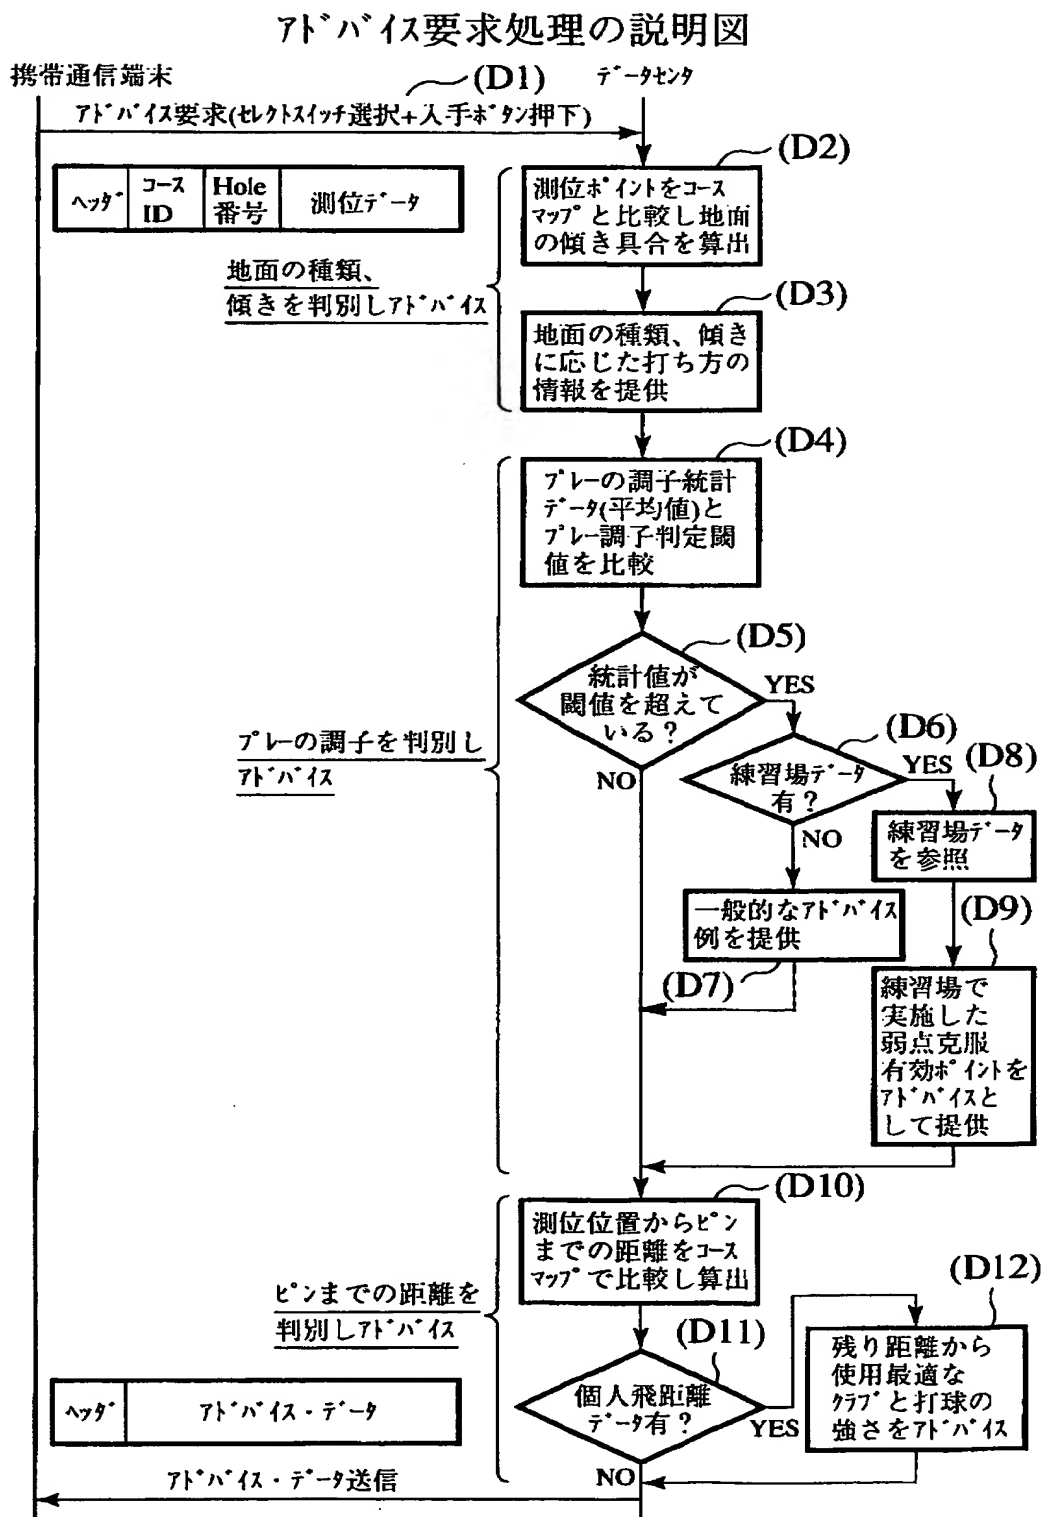 アドバイス要求処理の説明図
携帯通信端末
(D1)
データセンタ
アドバイス要求(セレクトスイッチ選択+入手ボタン押下)
(D2)
ヘッダ
コース
ID
Hole
番号
測位データ
測位ポイントをコース
マップと比較し地面
の傾き具合を算出
地面の種類、
傾きを判別しアドバイス
(D3)
地面の種類、傾き
に応じた打ち方の
情報を提供
(D4)
プレーの調子統計
データ(平均値)と
プレー調子判定閾
値を比較
(D5)
統計値が
閾値を超えて
いる?
YES
NO
プレーの調子を判別し
アドバイス
(D6)
練習場データ
有?
YES
NO
(D8)
練習場データ
を参照
一般的なアドバイス
例を提供
(D7)
(D9)
練習場で
実施した
弱点克服
有効ポイントを
アドバイスと
して提供
(D10)
測位位置からピン
までの距離をコース
マップで比較し算出
ピンまでの距離を
判別しアドバイス
(D11)
個人飛距離
データ有?
YES
NO
(D12)
残り距離から
使用最適な
クラブと打球の
強さをアドバイス
ヘッダ
アドバイス・データ
アドバイス・データ送信